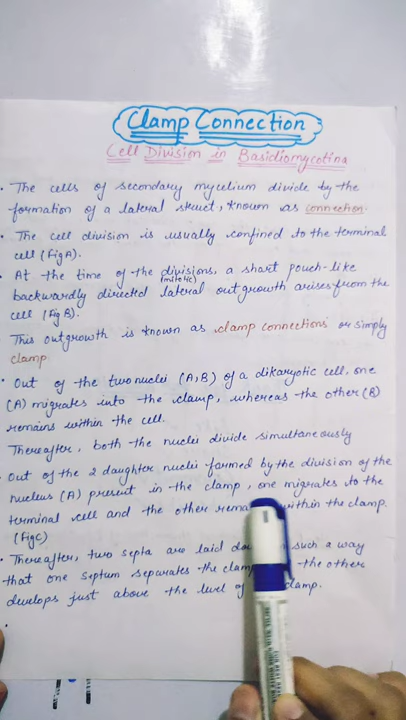 Clamp Connection
Cell Division in Basidiomycotina
• The cells of secondary mycelium divide by the
formation of a lateral struct, known as connection.
• The cell division is usually confined to the terminal
cell (fig A).
• At the time of the divisions, a short pouch-like
(mitotic)
backwardly directed lateral outgrowth arises from the
cell (fig B).
• This outgrowth is known as clamp connections or simply
clamp
• Out of the two nuclei (A,B) of a dikaryotic cell, one
(A) migrates into the clamp, whereas the other (B)
remains within the cell.
Thereafter, both the nuclei divide simultaneously
• Out of the 2 daughter nuclei formed by the division of the
nucleus (A) present in the clamp, one migrates to the
terminal cell and the other within the clamp.
(fig C)
• Thereafter, two septa are laid such a way
that one septum separates the the other
develops just above the level of clamp.
•